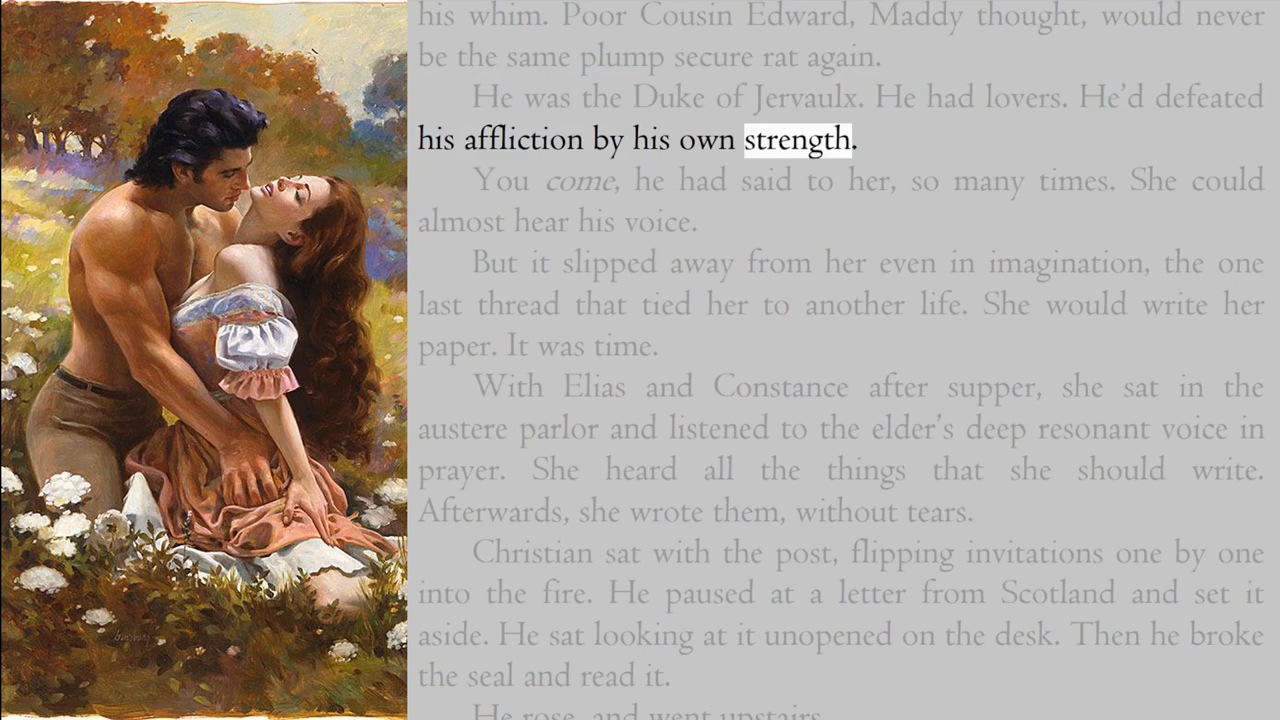 his whim. Poor Cousin Edward, Maddy thought, would never
be the same plump secure rat again.
He was the Duke of Jervaulx. He had lovers. He’d defeated
his affliction by his own strength.
You come, he had said to her, so many times. She could
almost hear his voice.
But it slipped away from her even in imagination, the one
last thread that tied her to another life. She would write her
paper. It was time.
With Elias and Constance after supper, she sat in the
austere parlor and listened to the elder’s deep resonant voice in
prayer. She heard all the things that she should write.
Afterwards, she wrote them, without tears.
Christian sat with the post, flipping invitations one by one
into the fire. He paused at a letter from Scotland and set it
aside. He sat looking at it unopened on the desk. Then he broke
the seal and read it.
He rose, and went upstairs.